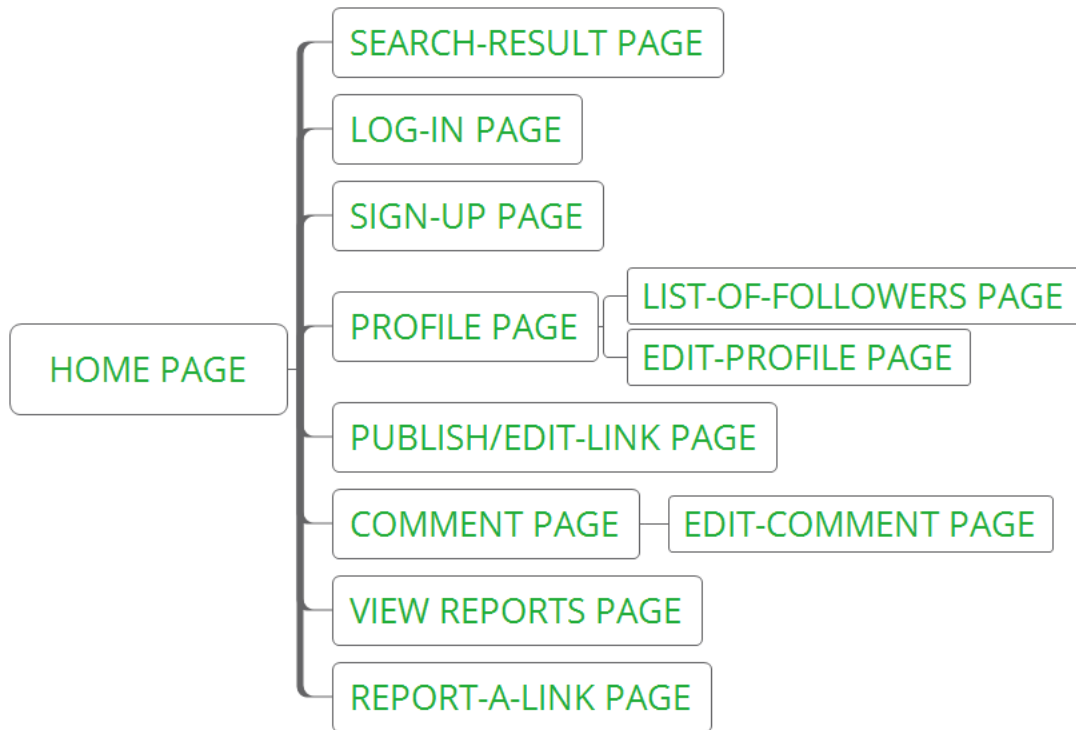 SEARCH-RESULT PAGE
LOG-IN PAGE
SIGN-UP PAGE
PROFILE PAGE
LIST-OF-FOLLOWERS PAGE
EDIT-PROFILE PAGE
HOME PAGE
PUBLISH/EDIT-LINK PAGE
COMMENT PAGE
EDIT-COMMENT PAGE
VIEW REPORTS PAGE
REPORT-A-LINK PAGE